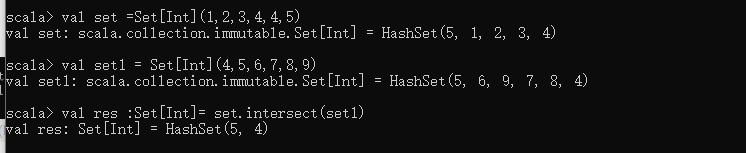 scala> val set =Set[Int](1,2,3,4,4,5)
val set: scala.collection.immutable.Set[Int] = HashSet(5, 1, 2, 3, 4)
scala> val set1 = Set[Int](4,5,6,7,8,9)
val set1: scala.collection.immutable.Set[Int] = HashSet(5, 6, 9, 7, 8, 4)
scala> val res :Set[Int]= set.intersect(set1)
val res: Set[Int] = HashSet(5, 4)